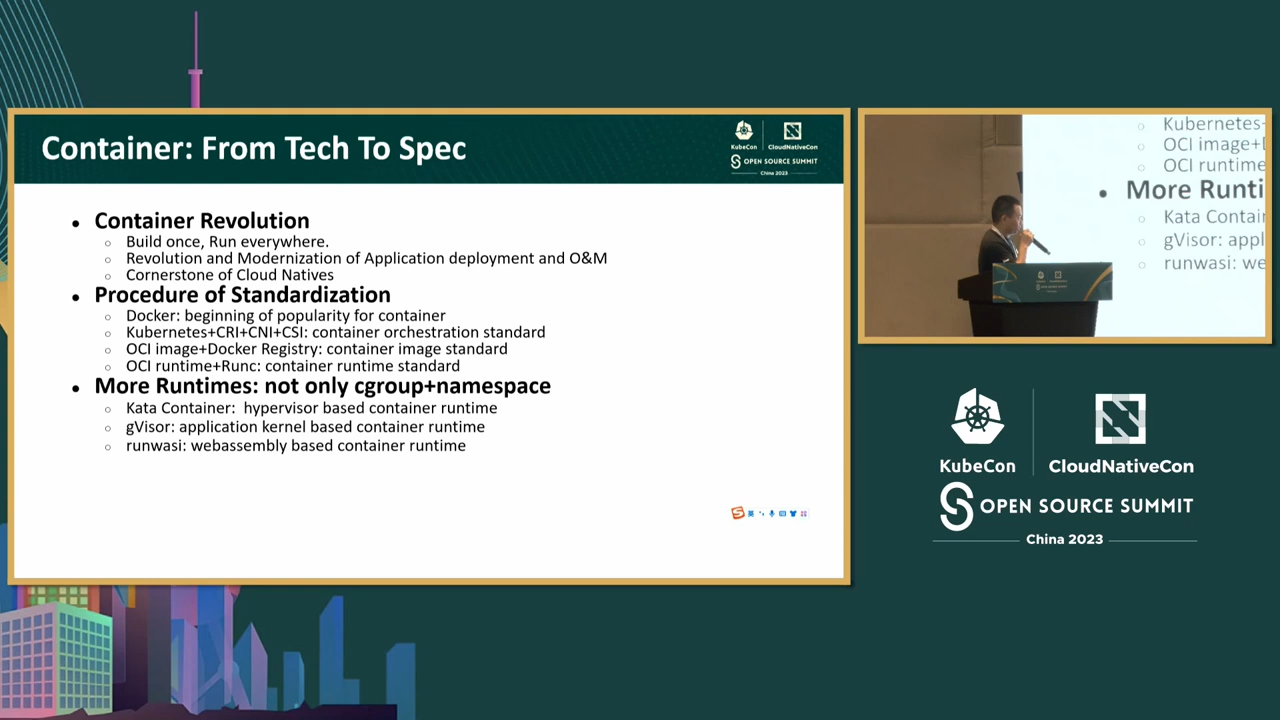 Container: From Tech To Spec
KubeCon
CloudNativeCon
OPEN SOURCE SUMMIT
China 2023
• Container Revolution
○ Build once, Run everywhere.
○ Revolution and Modernization of Application deployment and O&M
○ Cornerstone of Cloud Natives
• Procedure of Standardization
○ Docker: beginning of popularity for container
○ Kubernetes+CRI+CNI+CSI: container orchestration standard
○ OCI image+Docker Registry: container image standard
○ OCI runtime+Runc: container runtime standard
• More Runtimes: not only cgroup+namespace
○ Kata Container: hypervisor based container runtime
○ gVisor: application kernel based container runtime
○ runwasi: webassembly based container runtime
英
○ Kubernetes-
○ OCI image+
○ OCI runtime
• More Runti
○ Kata Contai
○ gVisor: appl
○ runwasi: we
KubeCon
CloudNativeCon
OPEN SOURCE SUMMIT
China 2023